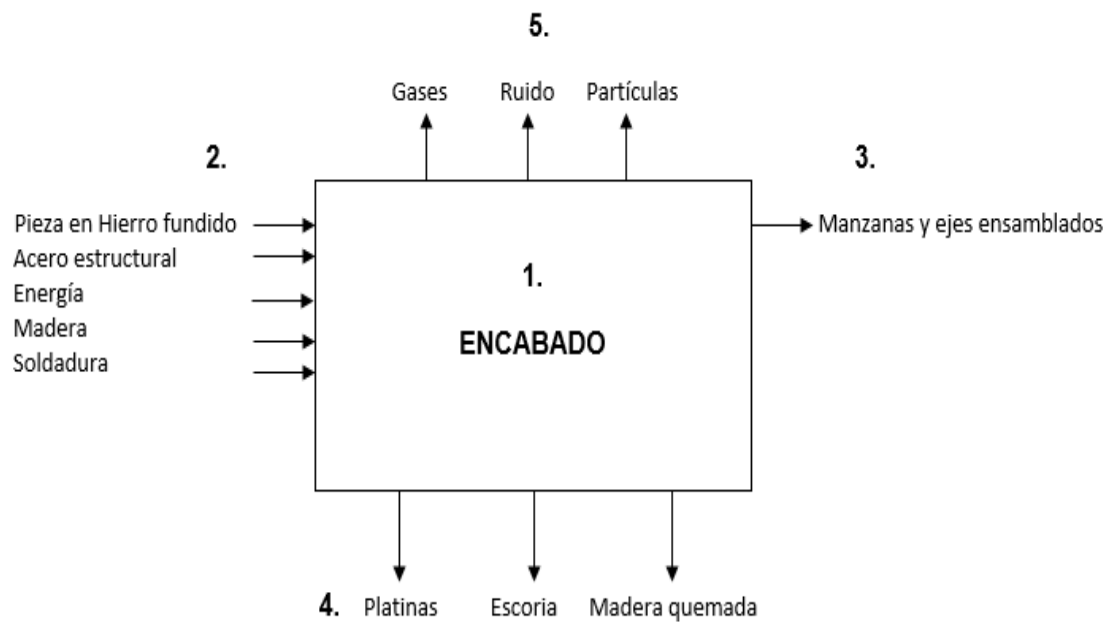 5.
Gases Ruido Partículas
2. 3.
Pieza en Hierro fundido
Manzanas y ejes ensamblados
Acero estructural
Energía
Madera
Soldadura
1.
ENCABADO
4. Platinas Escoria Madera quemada